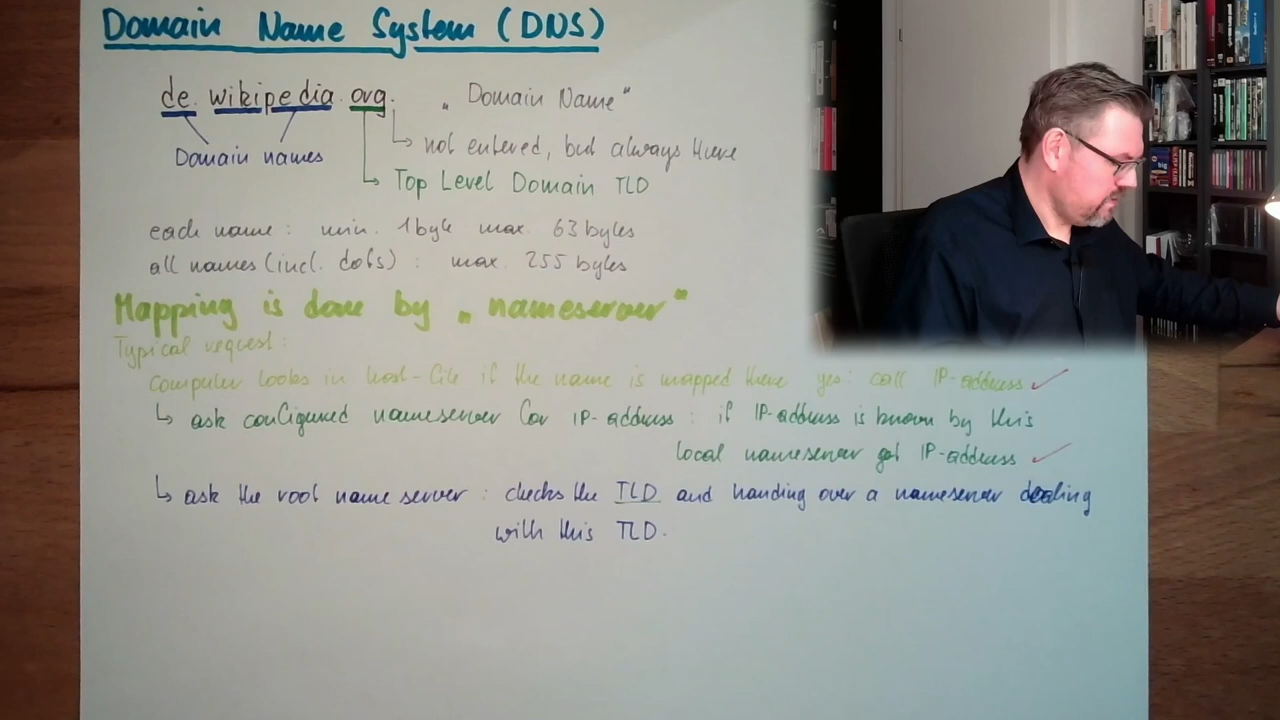 Domain Name System (DNS)
de. wikipedia. org. „Domain Name"
not entered, but always there
Domain names
Top Level Domain TLD
each name: min. 1 byte max. 63 bytes
all names (incl. dots): max. 255 bytes
Mapping is done by „nameserver"
Typical request:
Computer looks in host-file if the name is mapped there yes: call IP-address ✓
↳ ask configured nameserver for IP-address: if IP-address is known by this
local nameserver get IP-address ✓
↳ ask the root name server: checks the TLD and handing over a nameserver dealing
with this TLD.